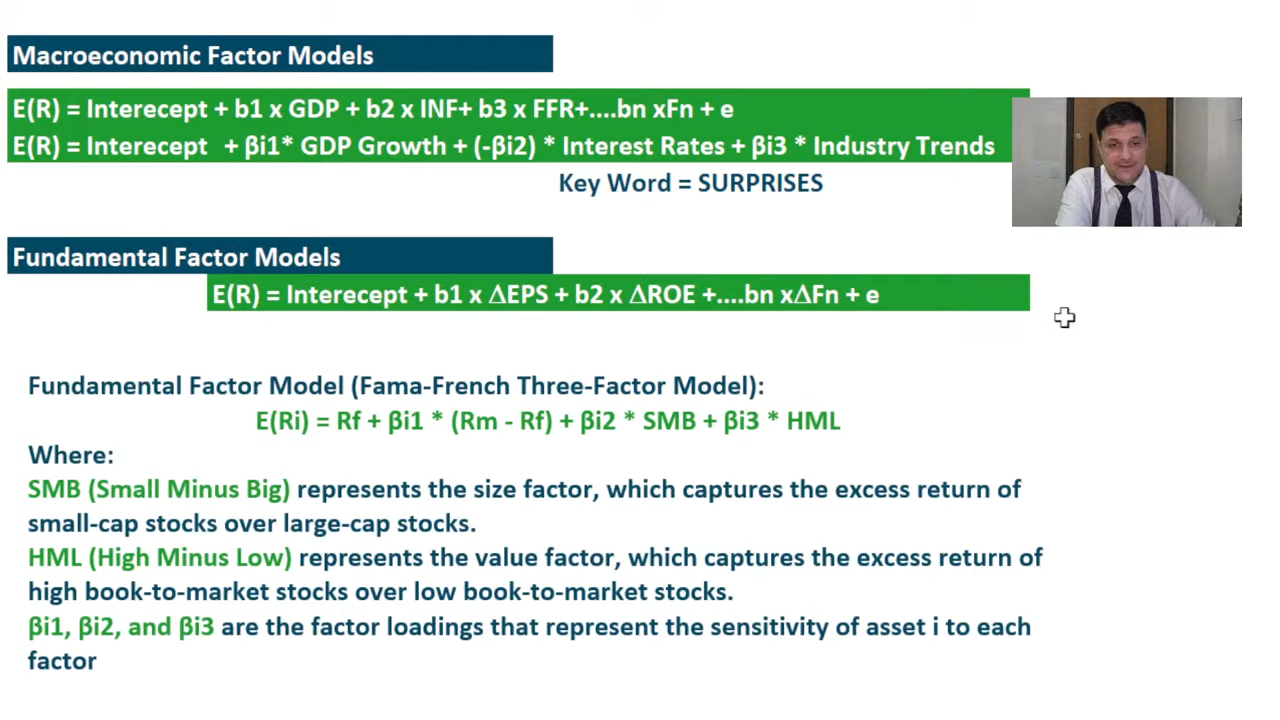 Macroeconomic Factor Models
E(R) = Interecept + b1 x GDP + b2 x INF+ b3 x FFR+....bn xFn + e
E(R) = Interecept + βi1* GDP Growth + (-βi2) * Interest Rates + βi3 * Industry Trends
Key Word = SURPRISES
Fundamental Factor Models
E(R) = Interecept + b1 x ΔEPS + b2 x ΔROE +....bn xΔFn + e
Fundamental Factor Model (Fama-French Three-Factor Model):
E(Ri) = Rf + βi1 * (Rm - Rf) + βi2 * SMB + βi3 * HML
Where:
SMB (Small Minus Big) represents the size factor, which captures the excess return of
small-cap stocks over large-cap stocks.
HML (High Minus Low) represents the value factor, which captures the excess return of
high book-to-market stocks over low book-to-market stocks.
βi1, βi2, and βi3 are the factor loadings that represent the sensitivity of asset i to each
factor